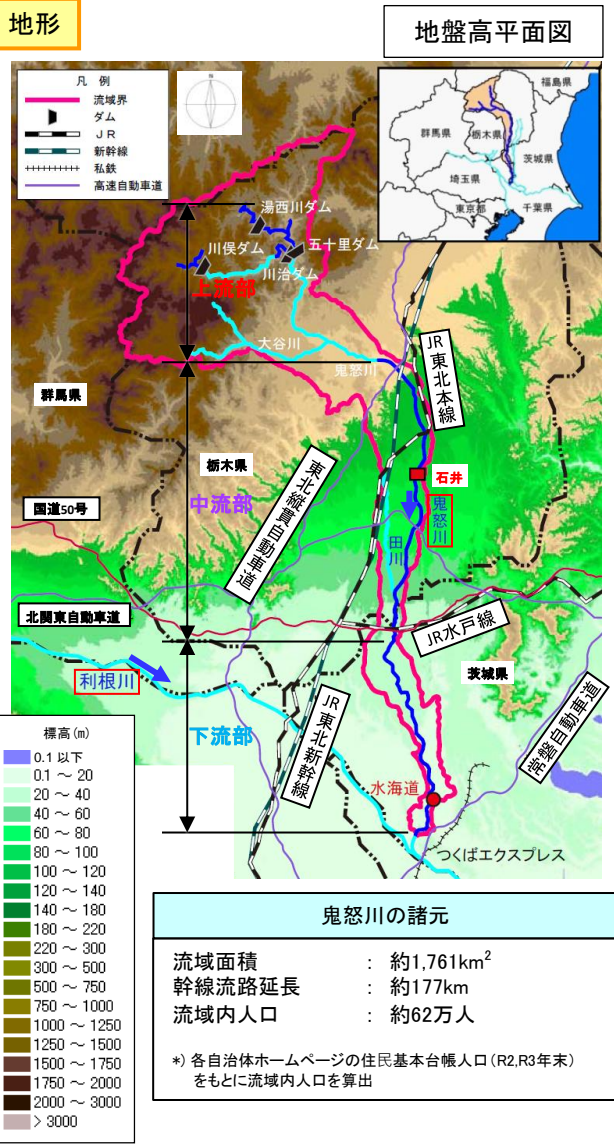 地形
地盤高平面図
凡 例
流域界
ダム
JR
新幹線
私鉄
高速自動車道
N
福島県
群馬県
栃木県
茨城県
埼玉県
東京都
千葉県
湯西川ダム
川俣ダム
五十里ダム
川治ダム
上流部
大谷川
鬼怒川
JR東北本線
群馬県
栃木県
石井
東北縦貫自動車道
中流部
鬼怒川
田川
国道50号
北関東自動車道
JR水戸線
茨城県
利根川
下流部
JR東北新幹線
常磐自動車道
水海道
つくばエクスプレス
標高(m)
0.1 以下
0.1 ～ 20
20 ～ 40
40 ～ 60
60 ～ 80
80 ～ 100
100 ～ 120
120 ～ 140
140 ～ 180
180 ～ 220
220 ～ 300
300 ～ 500
500 ～ 750
750 ～ 1000
1000 ～ 1250
1250 ～ 1500
1500 ～ 1750
1750 ～ 2000
2000 ～ 3000
> 3000
鬼怒川の諸元
流域面積 : 約1,761km²
幹線流路延長 : 約177km
流域内人口 : 約62万人
*) 各自治体ホームページの住民基本台帳人口(R2,R3年末)
をもとに流域内人口を算出